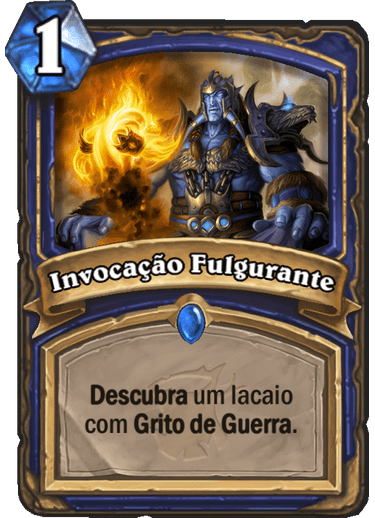 1
Invocação Fulgurante
Descubra um lacaio
com Grito de Guerra.